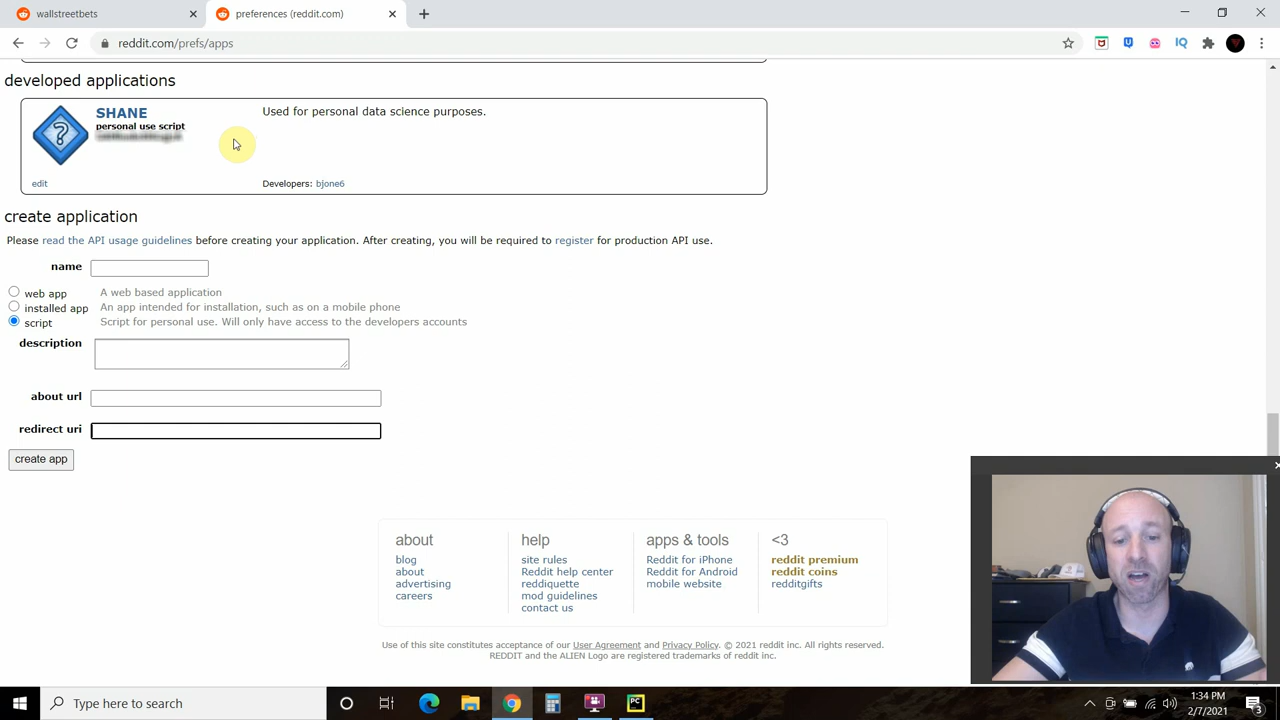 wallstreetbets
preferences (reddit.com)
reddit.com/prefs/apps
developed applications
SHANE
personal use script
Used for personal data science purposes.
edit
Developers: bjone6
create application
Please read the API usage guidelines before creating your application. After creating, you will be required to register for production API use.
name
web app A web based application
installed app An app intended for installation, such as on a mobile phone
script Script for personal use. Will only have access to the developers accounts
description
about url
redirect uri
create app
about
blog
about
advertising
careers
help
site rules
Reddit help center
reddiquette
mod guidelines
contact us
apps & tools
Reddit for iPhone
Reddit for Android
mobile website
<3
reddit premium
reddit coins
redditgifts
Use of this site constitutes acceptance of our User Agreement and Privacy Policy. © 2021 reddit inc. All rights reserved.
REDDIT and the ALIEN Logo are registered trademarks of reddit inc.
Type here to search
1:34 PM
2/7/2021